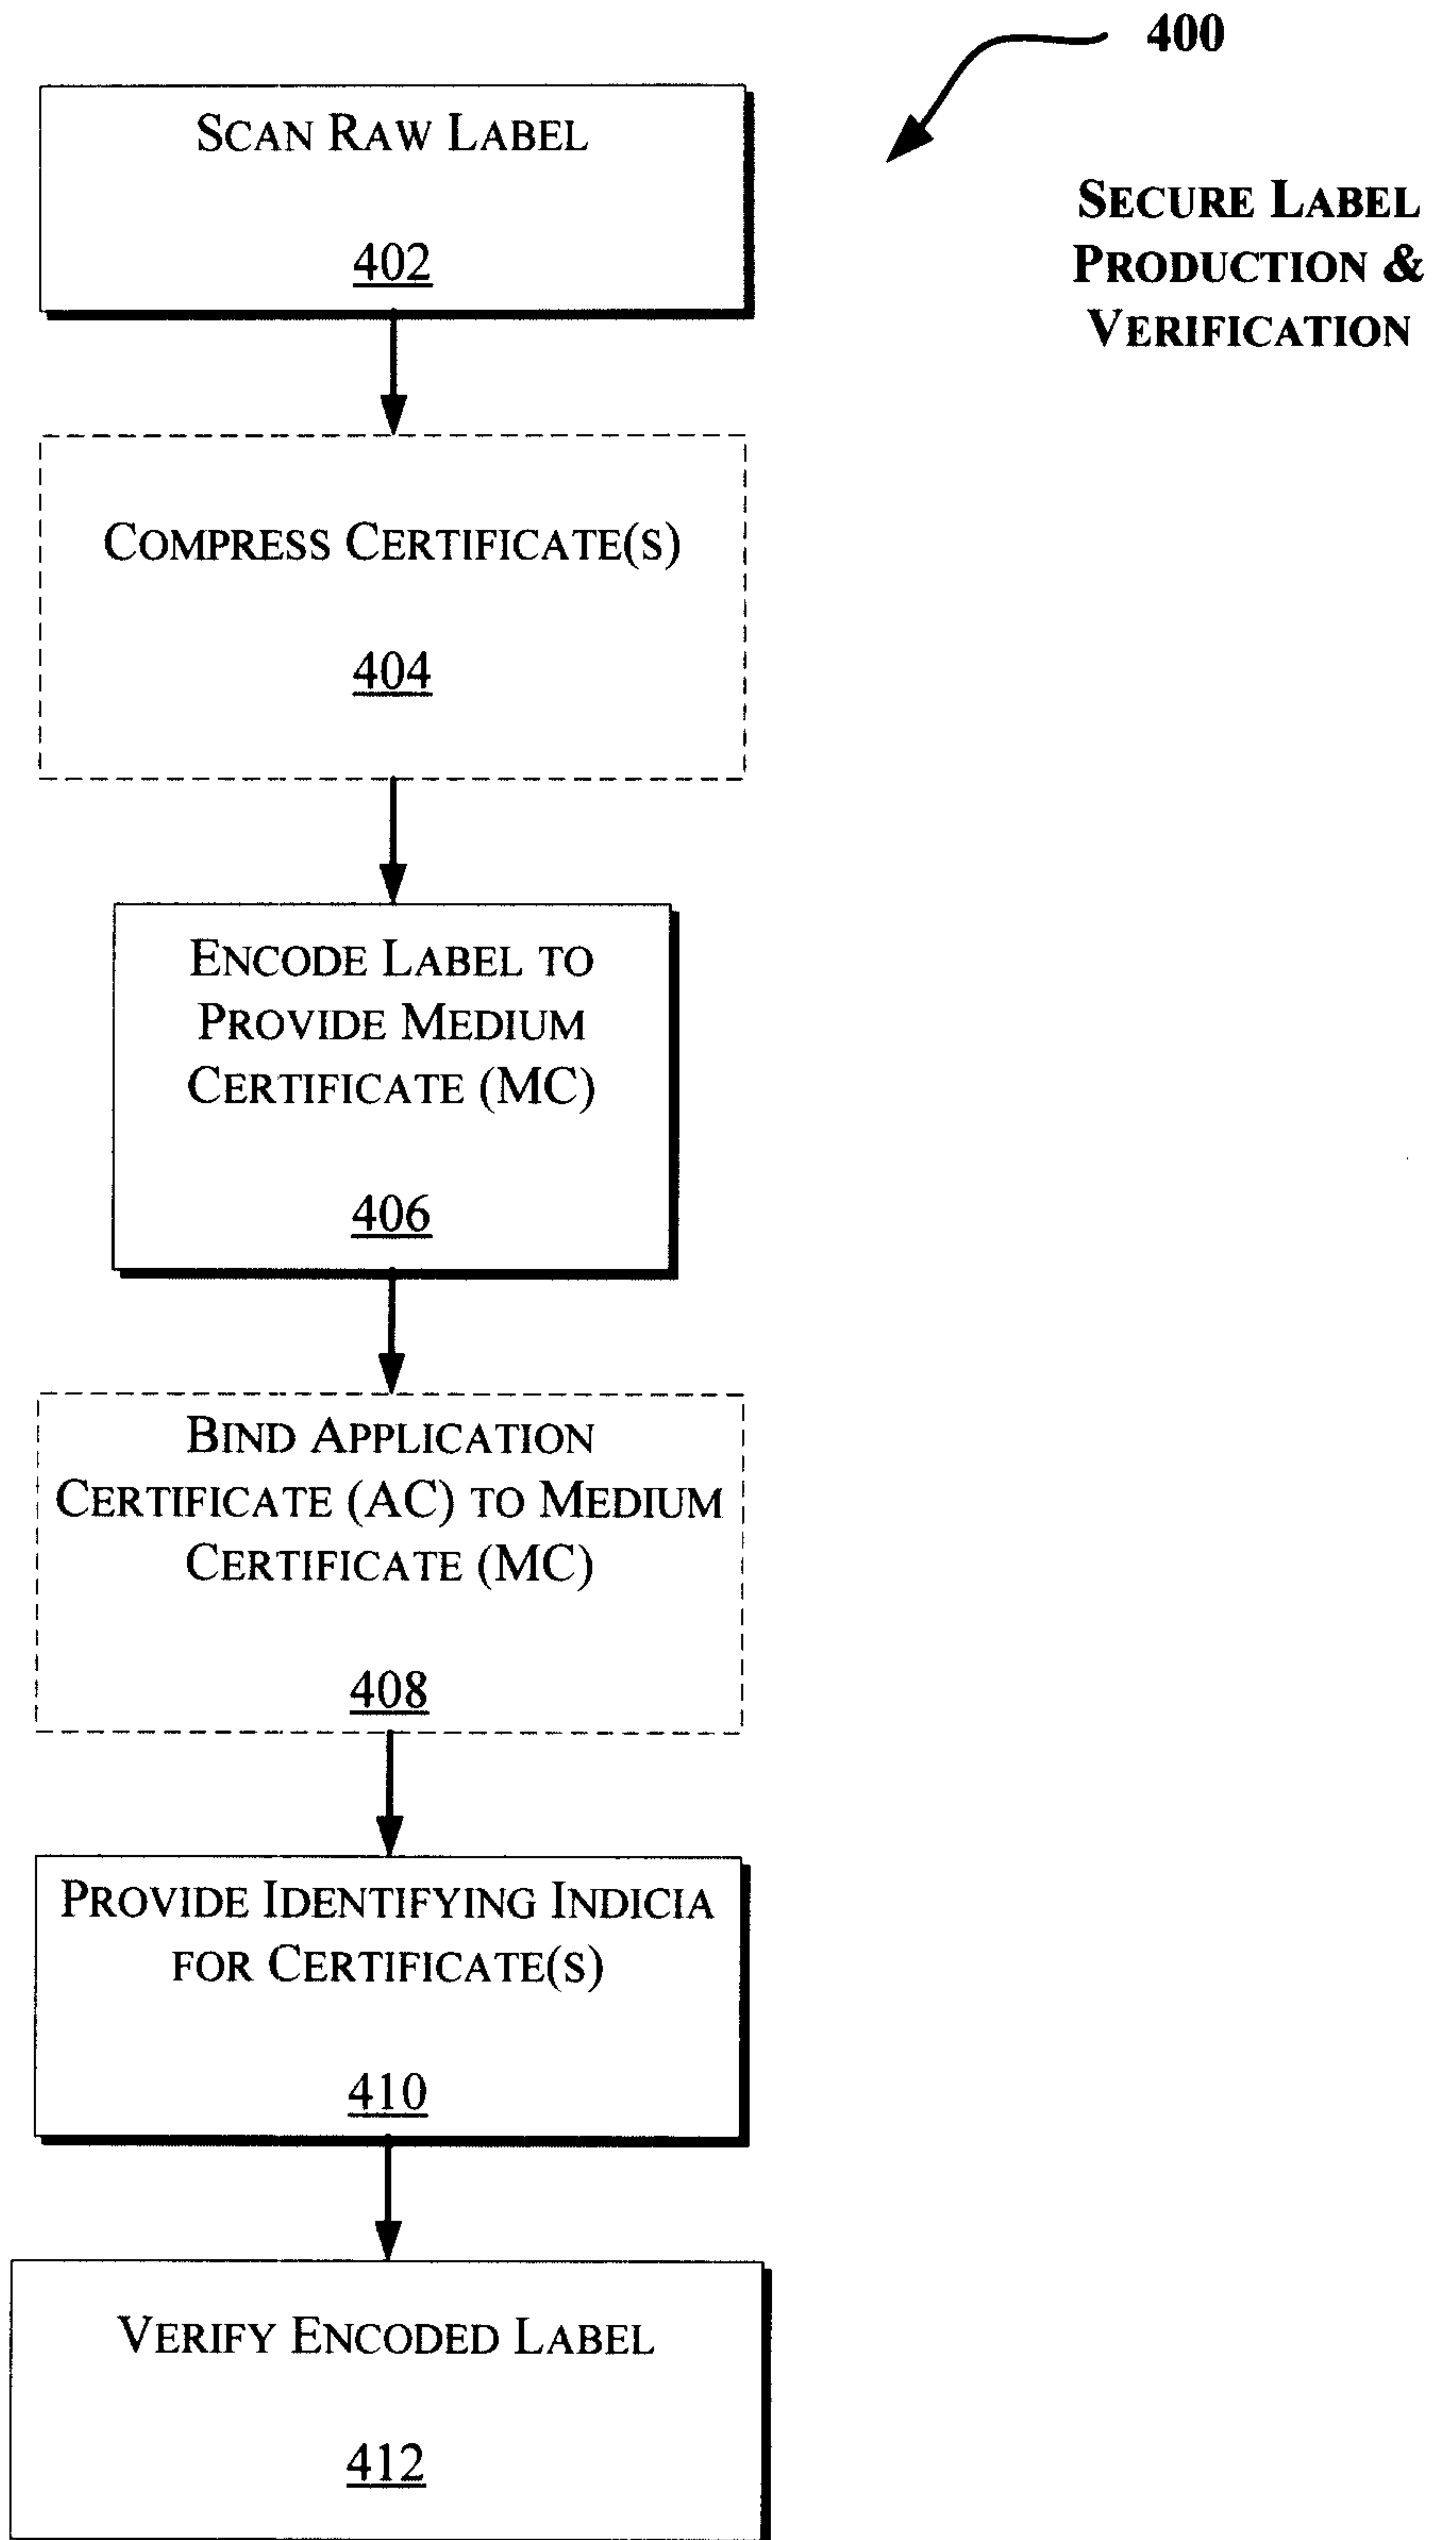 400
SECURE LABEL
PRODUCTION &
VERIFICATION
SCAN RAW LABEL
402
COMPRESS CERTIFICATE(S)
404
ENCODE LABEL TO
PROVIDE MEDIUM
CERTIFICATE (MC)
406
BIND APPLICATION
CERTIFICATE (AC) TO MEDIUM
CERTIFICATE (MC)
408
PROVIDE IDENTIFYING INDICIA
FOR CERTIFICATE(S)
410
VERIFY ENCODED LABEL
412